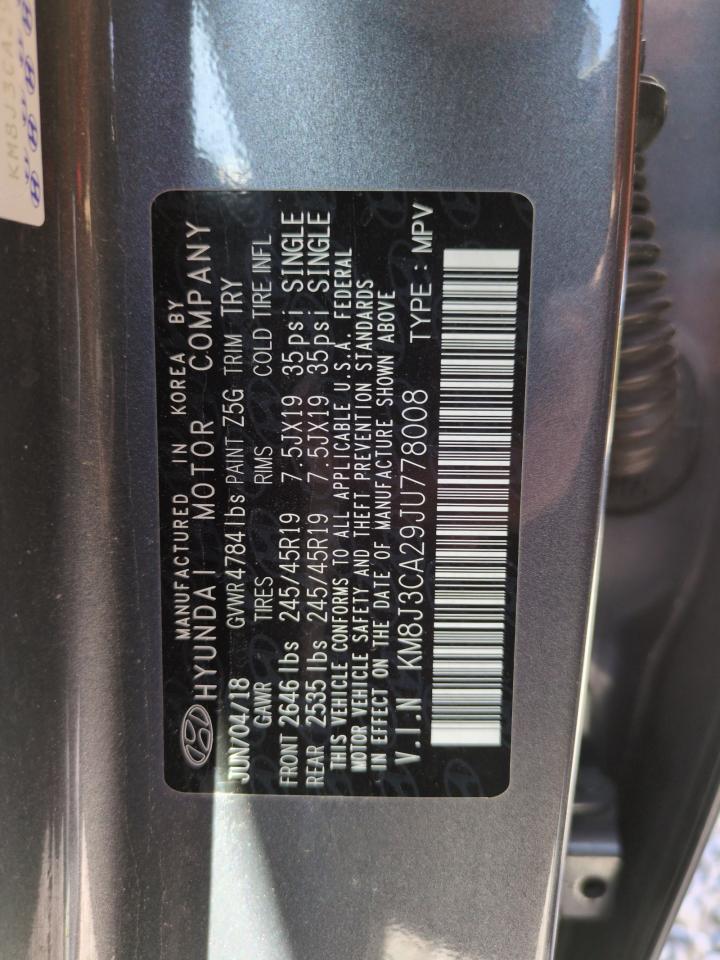 KM8J3CA
MANUFACTURED IN KOREA BY
HYUNDAI MOTOR COMPANY
JUN/04/18 GVWR 4784lbs PAINT Z5G TRIM TRY
GAWR TIRES RIMS COLD TIRE INFL
FRONT 2646 lbs 245/45R19 7.5JX19 35psi SINGLE
REAR 2535 lbs 245/45R19 7.5JX19 35psi SINGLE
THIS VEHICLE CONFORMS TO ALL APPLICABLE U.S.A. FEDERAL
MOTOR VEHICLE SAFETY AND THEFT PREVENTION STANDARDS
IN EFFECT ON THE DATE OF MANUFACTURE SHOWN ABOVE
V.I.N KM8J3CA29JU778008 TYPE : MPV